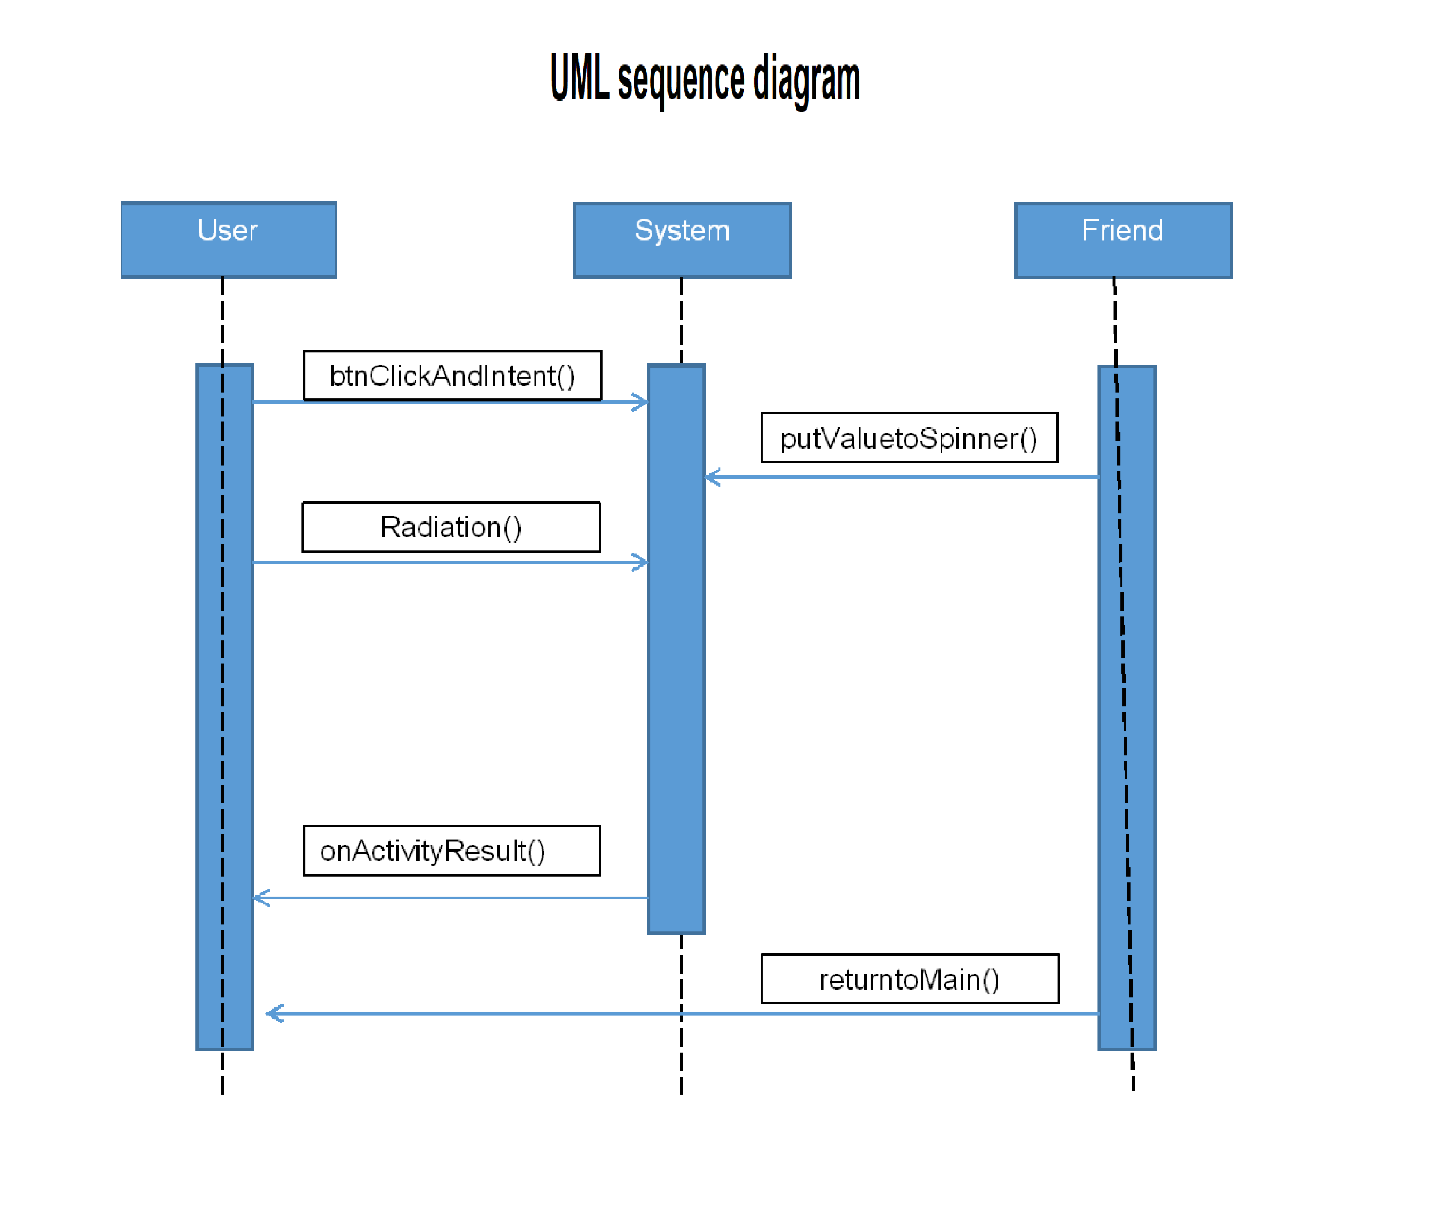 UML sequence diagram
User
System
Friend
btnClickAndIntent()
putValuetoSpinner()
Radiation()
onActivityResult()
returntoMain()